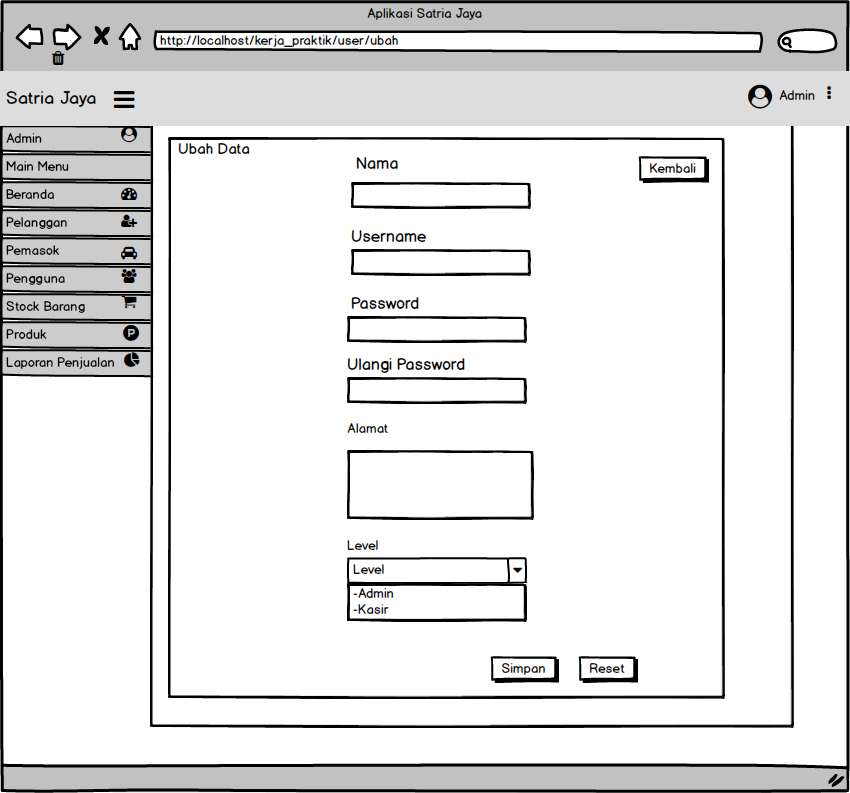 Aplikasi Satria Jaya
http://localhost/kerja_praktik/user/ubah
Satria Jaya
Admin
Admin
Main Menu
Beranda
Pelanggan
Pemasok
Pengguna
Stock Barang
Produk
P
Laporan Penjualan
Ubah Data
Kembali
Nama
Username
Password
Ulangi Password
Alamat
Level
Level
-Admin
-Kasir
Simpan
Reset